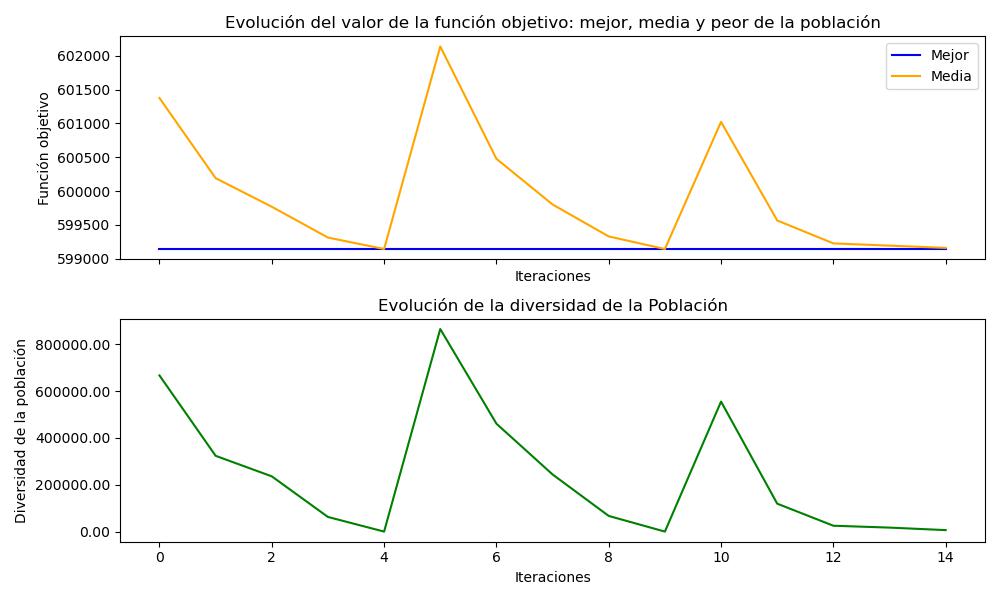 Evolución del valor de la función objetivo: mejor, media y peor de la población
Función objetivo
602000
601500
601000
600500
600000
599500
599000
Mejor
Media
Iteraciones
Evolución de la diversidad de la Población
Diversidad de la población
800000.00
600000.00
400000.00
200000.00
0.00
0 2 4 6 8 10 12 14
Iteraciones